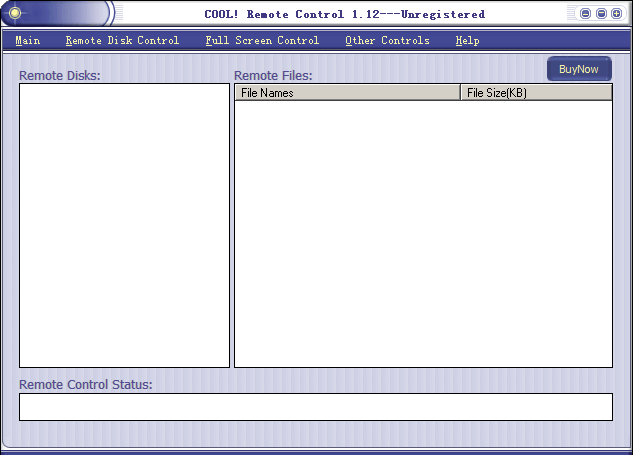 COOL! Remote Control 1.12---Unregistered
Main Remote Disk Control Full Screen Control Other Controls Help
BuyNow
Remote Disks: Remote Files:
File Names File Size(KB)
Remote Control Status: